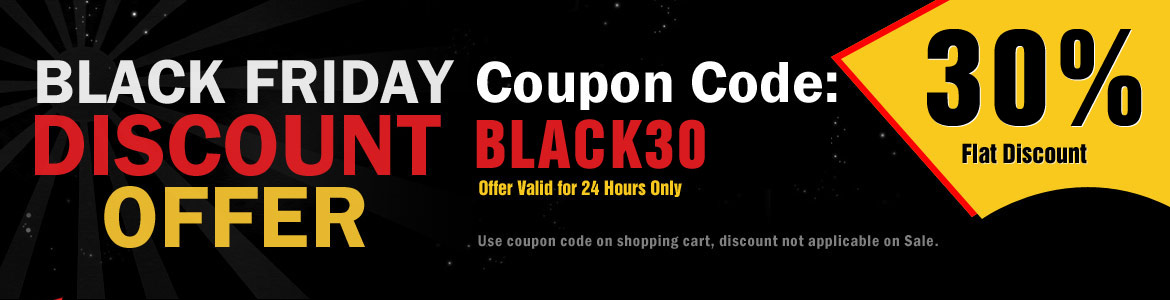 BLACK FRIDAY
DISCOUNT
OFFER
Coupon Code:
BLACK30
Offer Valid for 24 Hours Only
Use coupon code on shopping cart, discount not applicable on Sale.
30%
Flat Discount